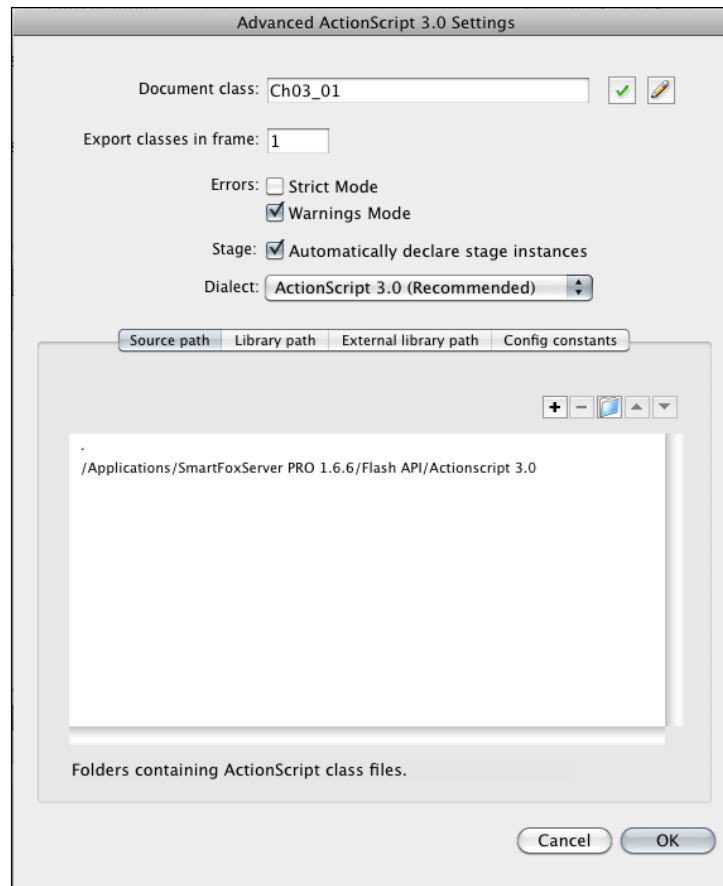 Advanced ActionScript 3.0 Settings
Document class: Ch03_01
Export classes in frame: 1
Errors: Strict Mode
Warnings Mode
Stage: Automatically declare stage instances
Dialect: ActionScript 3.0 (Recommended)
Source path Library path External library path Config constants
.
/Applications/SmartFoxServer PRO 1.6.6/Flash API/Actionscript 3.0
Folders containing ActionScript class files.
Cancel OK